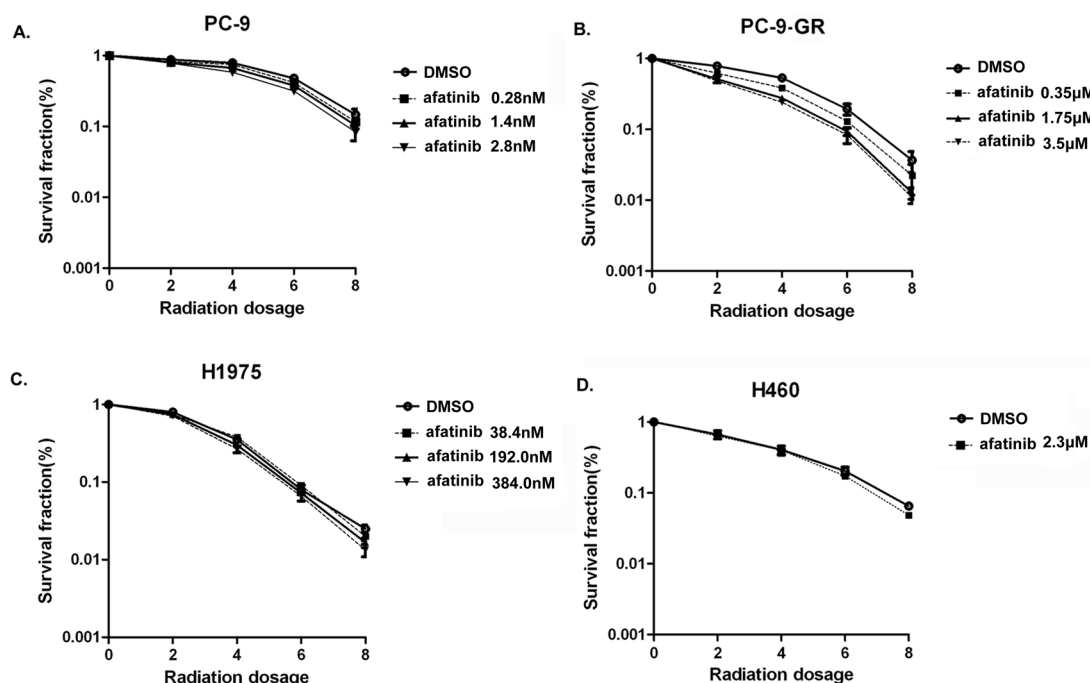 A.
PC-9
Survival fraction(%)
1
0.1
0.01
0.001
0 2 4 6 8
Radiation dosage
DMSO
afatinib 0.28nM
afatinib 1.4nM
afatinib 2.8nM
B.
PC-9-GR
Survival fraction(%)
1
0.1
0.01
0.001
0 2 4 6 8
Radiation dosage
DMSO
afatinib 0.35µM
afatinib 1.75µM
afatinib 3.5µM
C.
H1975
Survival fraction(%)
1
0.1
0.01
0.001
0 2 4 6 8
Radiation dosage
DMSO
afatinib 38.4nM
afatinib 192.0nM
afatinib 384.0nM
D.
H460
Survival fraction(%)
1
0.1
0.01
0.001
0 2 4 6 8
Radiation dosage
DMSO
afatinib 2.3µM